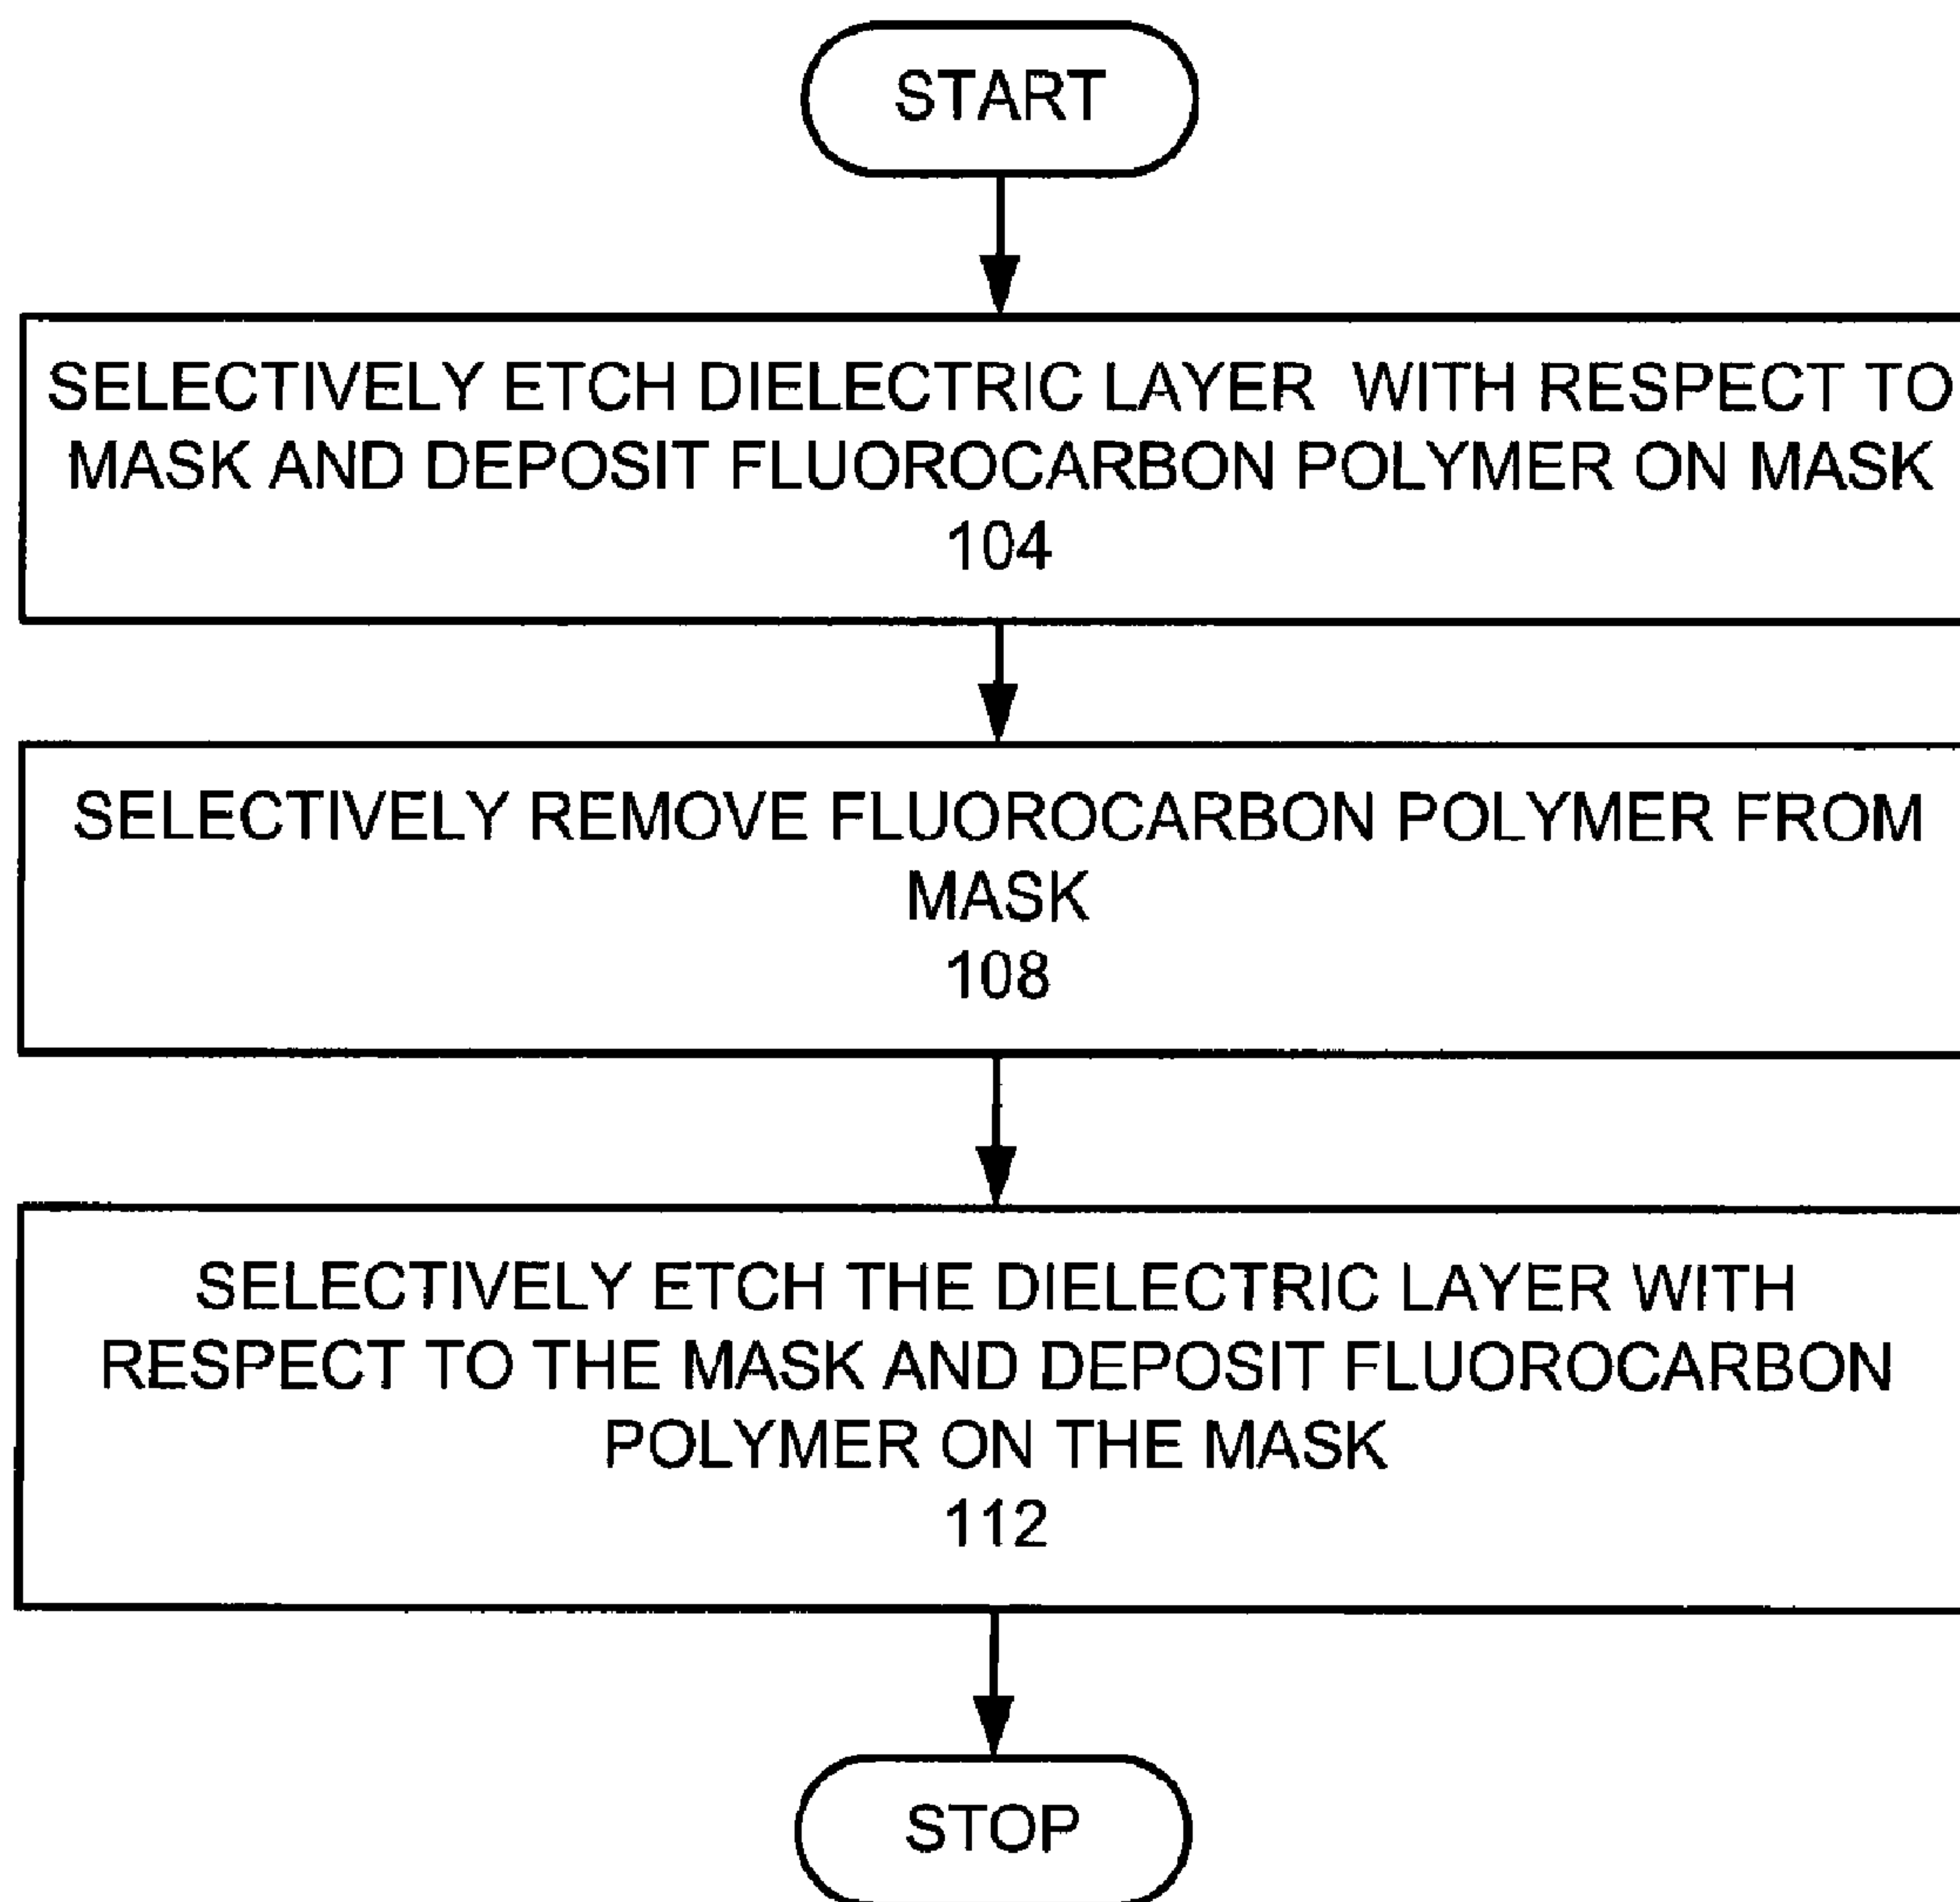 START
SELECTIVELY ETCH DIELECTRIC LAYER WITH RESPECT TO
MASK AND DEPOSIT FLUOROCARBON POLYMER ON MASK
104
SELECTIVELY REMOVE FLUOROCARBON POLYMER FROM
MASK
108
SELECTIVELY ETCH THE DIELECTRIC LAYER WITH
RESPECT TO THE MASK AND DEPOSIT FLUOROCARBON
POLYMER ON THE MASK
112
STOP